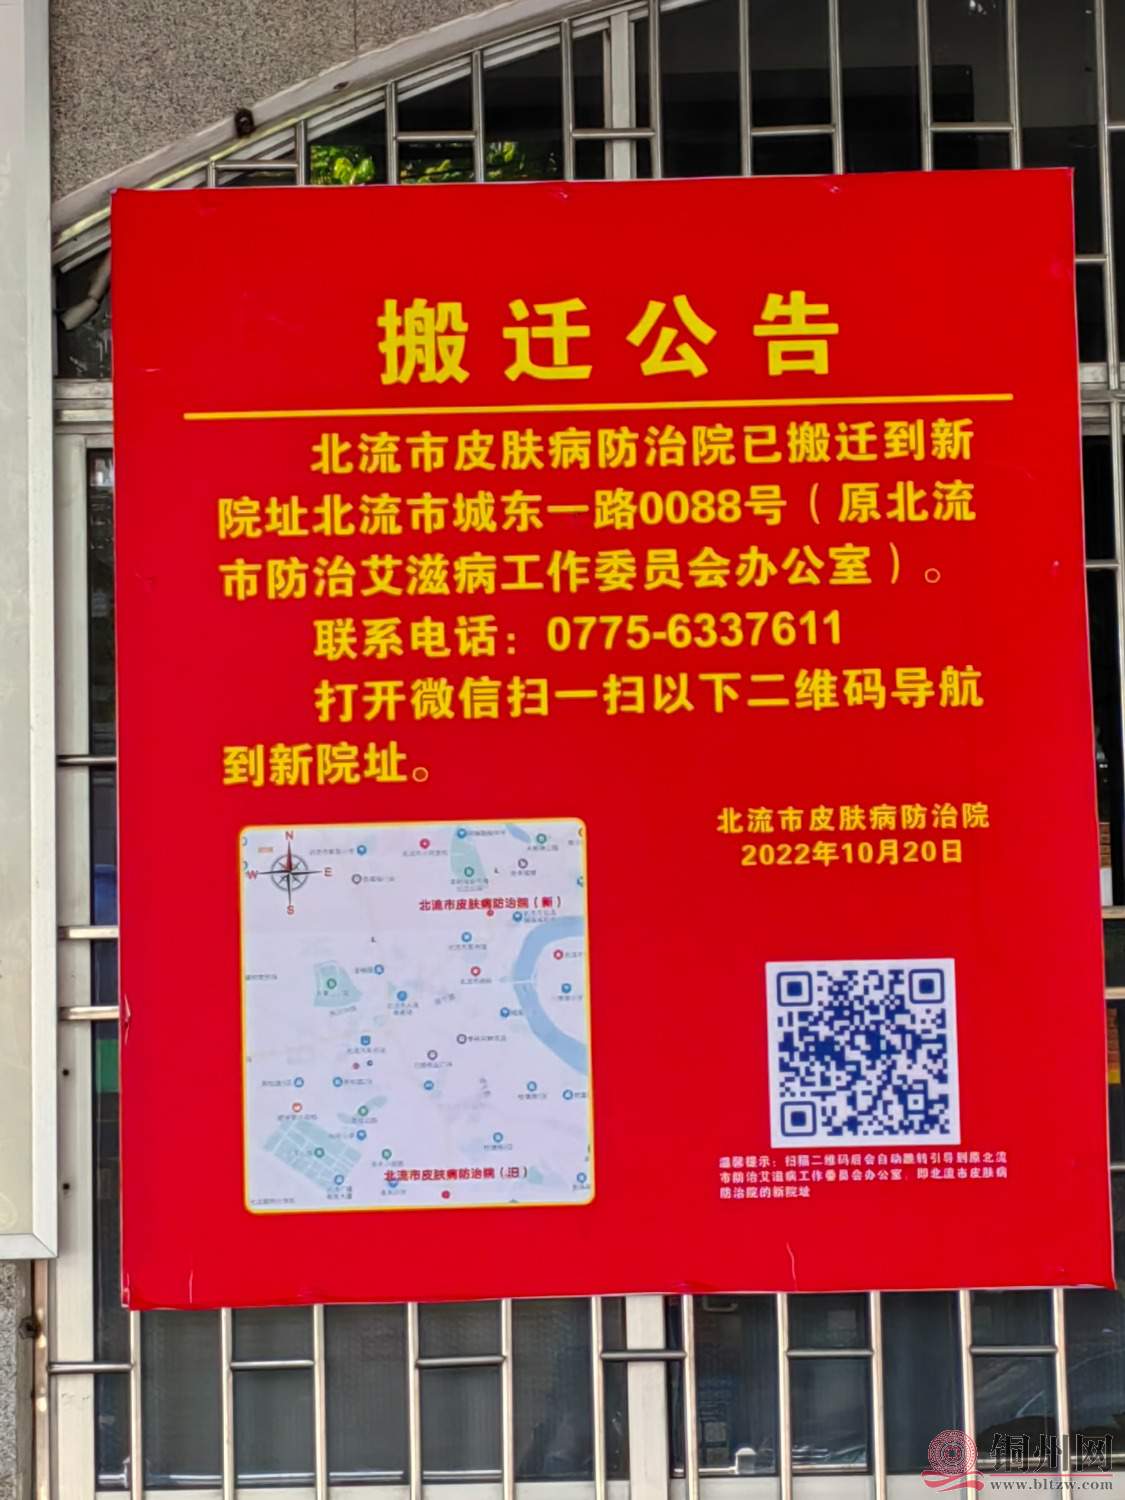 搬迁公告
北流市皮肤病防治院已搬迁到新
院址北流市城东一路0088号（原北流
市防治艾滋病工作委员会办公室）。
联系电话：0775-6337611
打开微信扫一扫以下二维码导航
到新院址。
北流市皮肤病防治院
2022年10月20日
N
W
E
S
北流市皮肤病防治院（新）
北流市皮肤病防治院（旧）
温馨提示：扫描二维码后会自动跳转引导到原北流
市防治艾滋病工作委员会办公室，即北流市皮肤病
防治院的新院址
铜州网
www.bltzw.com